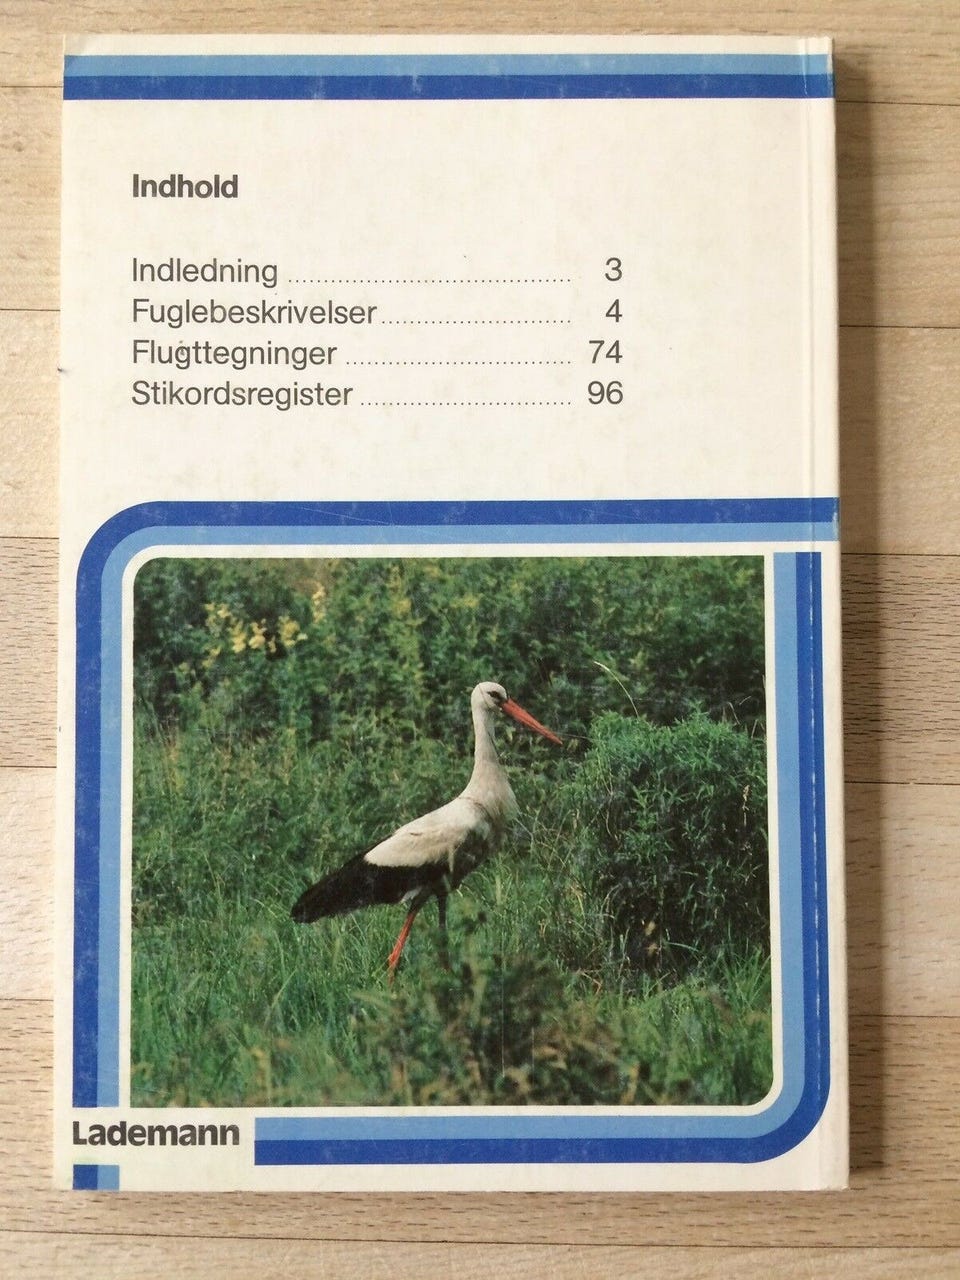 Indhold
Indledning ................................ 3
Fuglebeskrivelser ...................... 4
Flugttegninger .......................... 74
Stikordsregister ........................ 96
Lademann